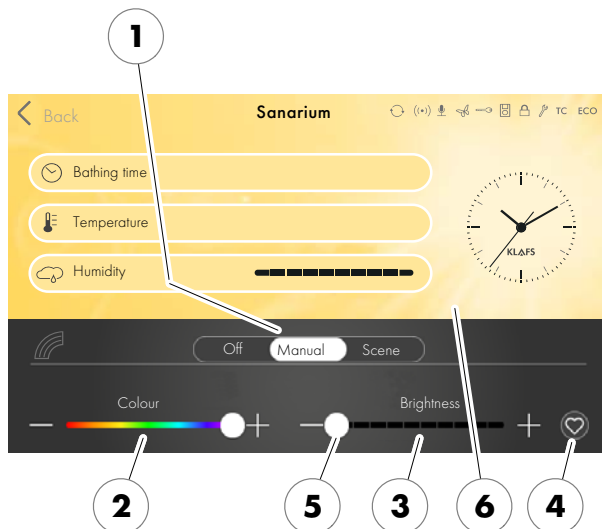 1
Back Sanarium TC ECO
Bathing time
Temperature
Humidity
KLAFS
Off Manual Scene
Colour Brightness
2 5 3 6 4